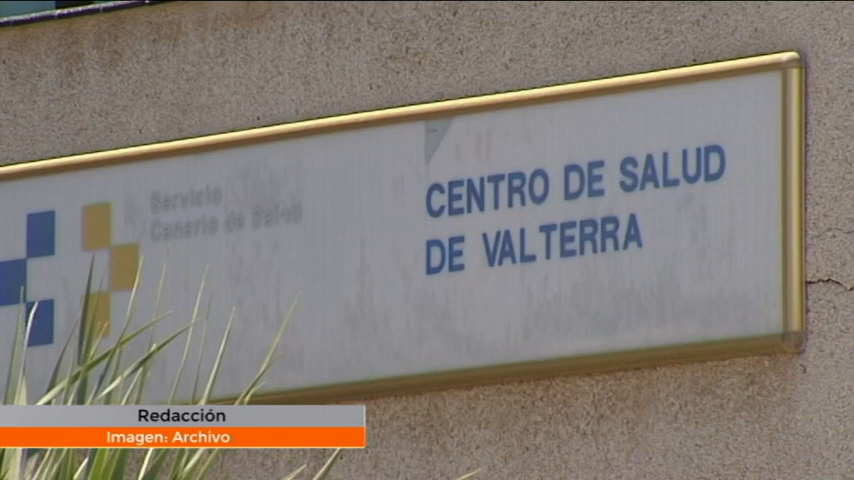 Servicio
Canario de Salud
CENTRO DE SALUD
DE VALTERRA
Redacción
Imagen: Archivo